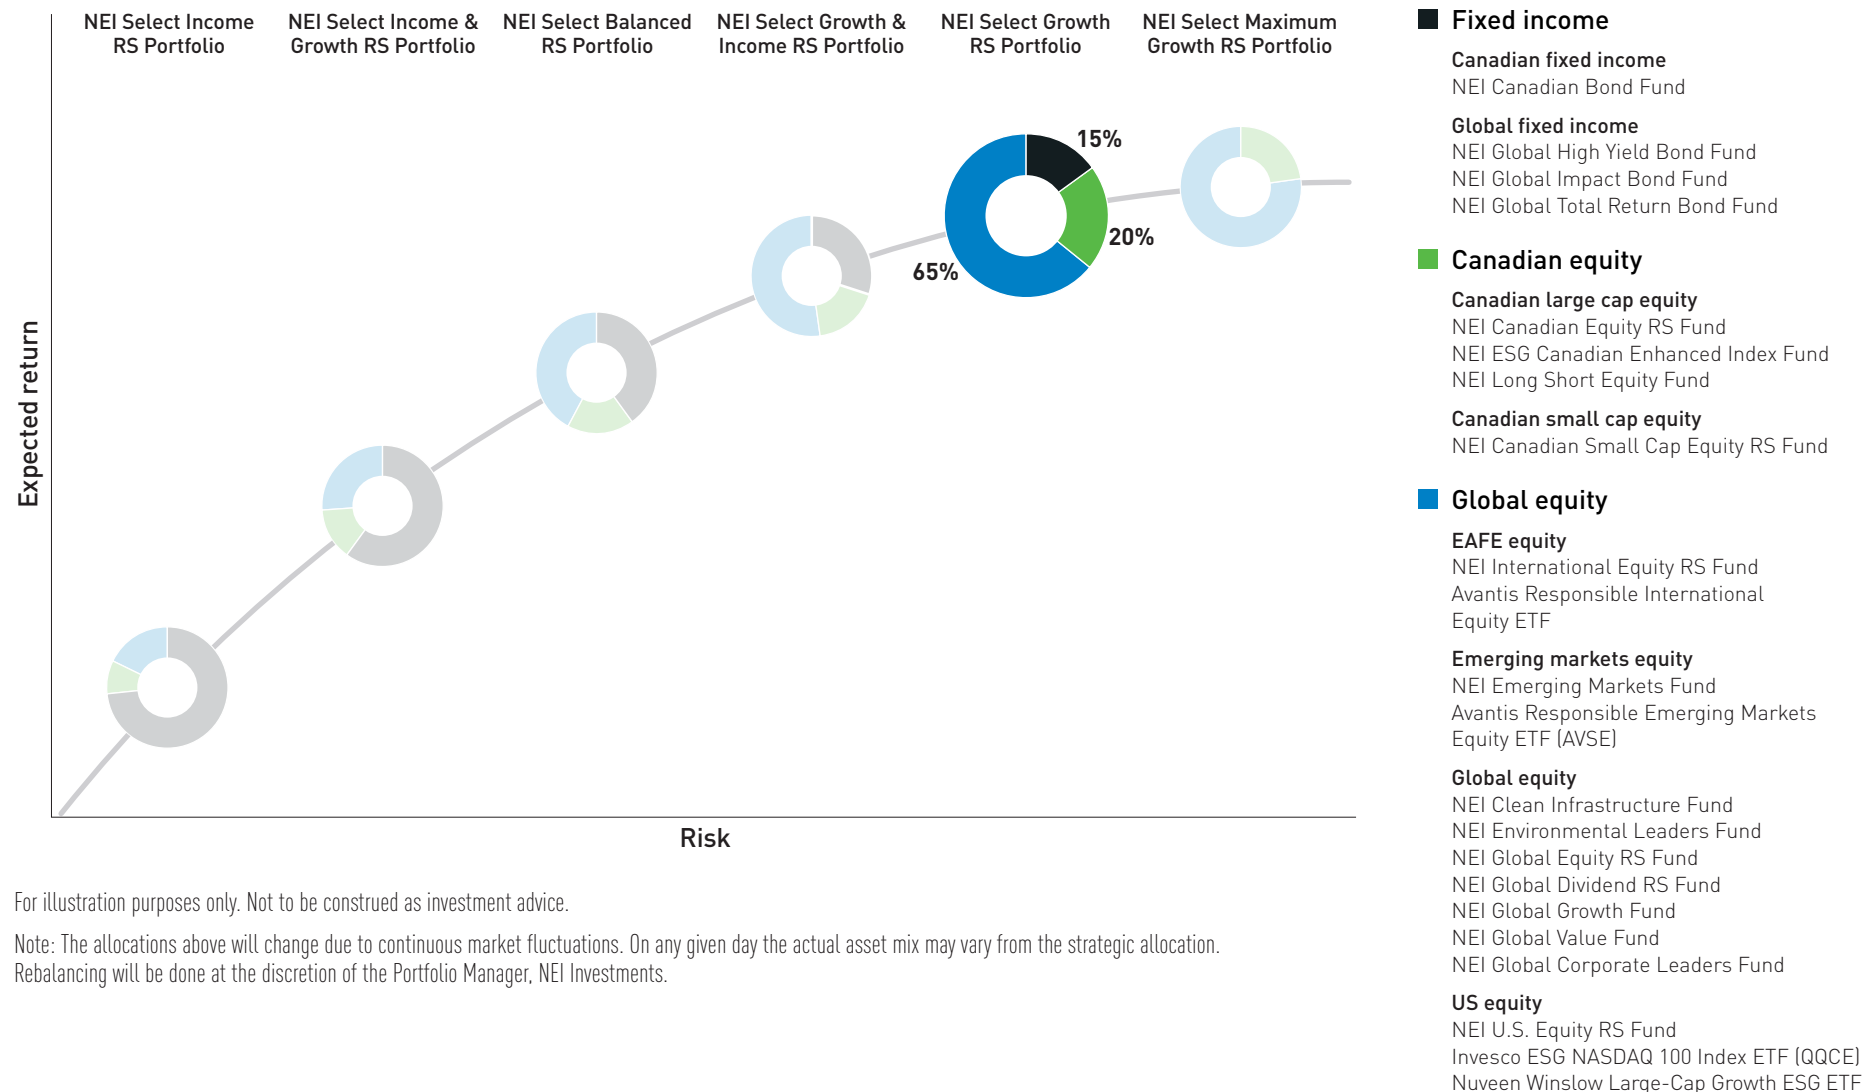 NEI Select Income
RS Portfolio
NEI Select Income &
Growth RS Portfolio
NEI Select Balanced
RS Portfolio
NEI Select Growth &
Income RS Portfolio
NEI Select Growth
RS Portfolio
NEI Select Maximum
Growth RS Portfolio
15%
20%
65%
Expected return
Risk
For illustration purposes only. Not to be construed as investment advice.
Note: The allocations above will change due to continuous market fluctuations. On any given day the actual asset mix may vary from the strategic allocation.
Rebalancing will be done at the discretion of the Portfolio Manager, NEI Investments.
Fixed income
Canadian fixed income
NEI Canadian Bond Fund
Global fixed income
NEI Global High Yield Bond Fund
NEI Global Impact Bond Fund
NEI Global Total Return Bond Fund
Canadian equity
Canadian large cap equity
NEI Canadian Equity RS Fund
NEI ESG Canadian Enhanced Index Fund
NEI Long Short Equity Fund
Canadian small cap equity
NEI Canadian Small Cap Equity RS Fund
Global equity
EAFE equity
NEI International Equity RS Fund
Avantis Responsible International
Equity ETF
Emerging markets equity
NEI Emerging Markets Fund
Avantis Responsible Emerging Markets
Equity ETF (AVSE)
Global equity
NEI Clean Infrastructure Fund
NEI Environmental Leaders Fund
NEI Global Equity RS Fund
NEI Global Dividend RS Fund
NEI Global Growth Fund
NEI Global Value Fund
NEI Global Corporate Leaders Fund
US equity
NEI U.S. Equity RS Fund
Invesco ESG NASDAQ 100 Index ETF (QQCE)
Nuveen Winslow Large-Cap Growth ESG ETF